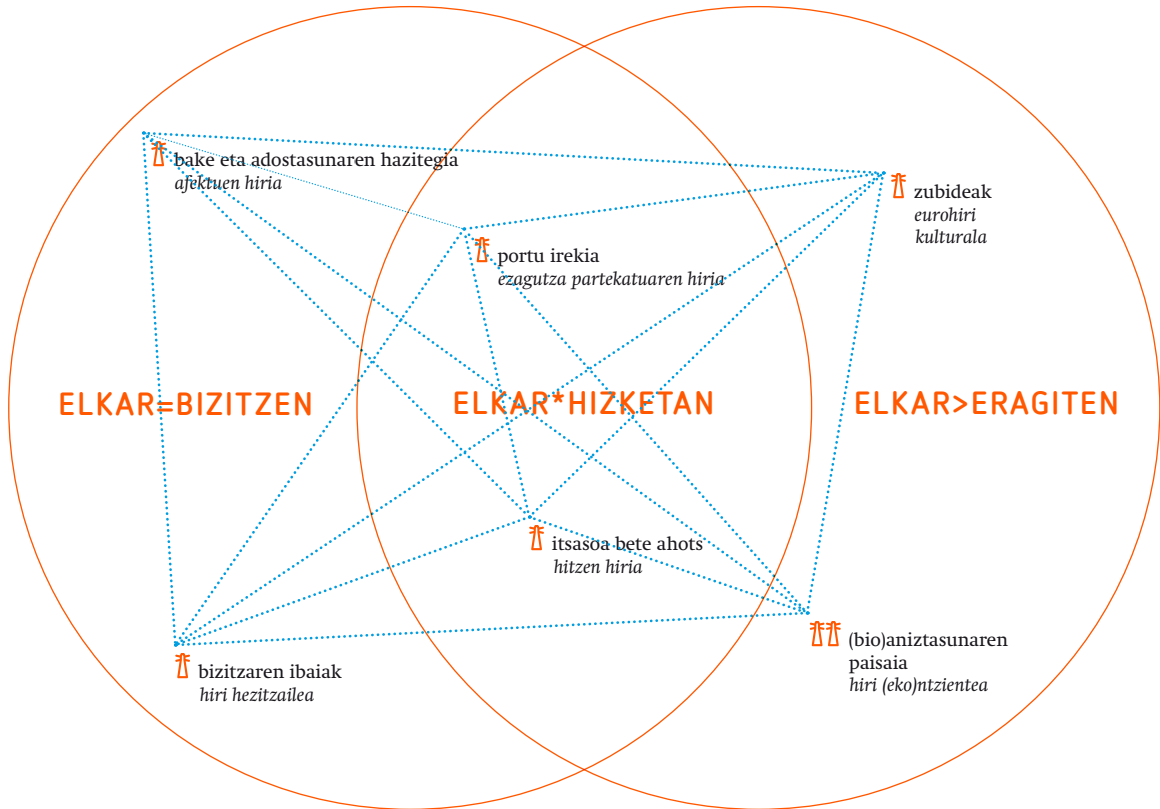 bake eta adostasunaren hazitegia
afektuen hiria
zubideak
eurohiri
kulturala
portu irekia
ezagutza partekatuaren hiria
ELKAR=BIZITZEN
ELKAR*HIZKETAN
ELKAR>ERAGITEN
itsasoa bete ahots
hitzen hiria
bizitzaren ibaiak
hiri hezitzailea
(bio)aniztasunaren
paisaia
hiri (eko)ntzientea